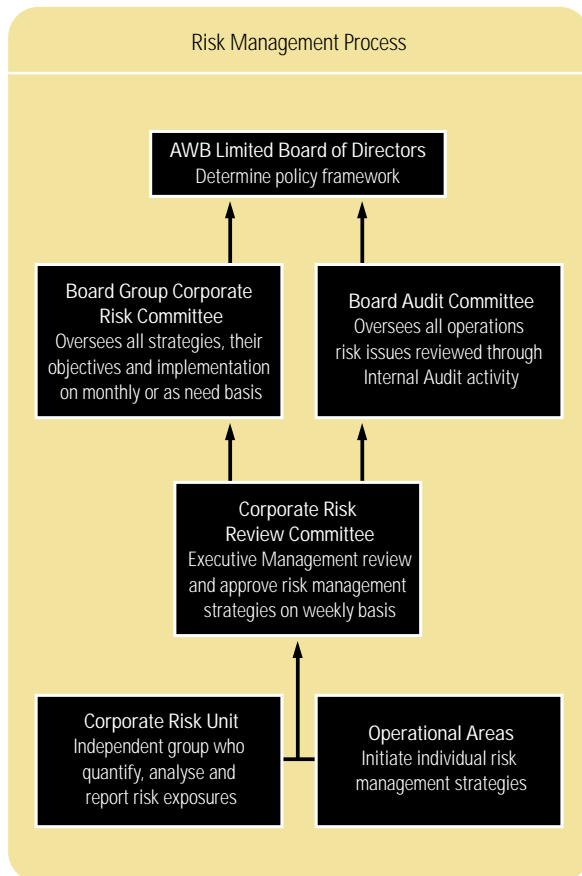 Risk Management Process
AWB Limited Board of Directors
Determine policy framework
Board Group Corporate
Risk Committee
Oversees all strategies, their
objectives and implementation
on monthly or as need basis
Board Audit Committee
Oversees all operations
risk issues reviewed through
Internal Audit activity
Corporate Risk
Review Committee
Executive Management review
and approve risk management
strategies on weekly basis
Corporate Risk Unit
Independent group who
quantify, analyse and
report risk exposures
Operational Areas
Initiate individual risk
management strategies